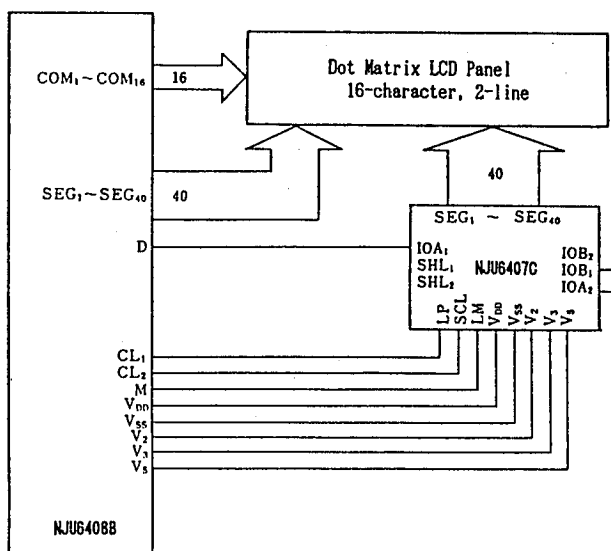 Dot Matrix LCD Panel
16-character, 2-line
COM₁~COM₁₆ 16
SEG₁~SEG₄₀ 40
40
SEG₁ ~ SEG₄₀
D
IOA₁
SHL₁
SHL₂
NJU6407C
IOB₂
IOB₁
IOA₂
LP
SCL
LM
V_DD
V_SS
V₂
V₃
V₅
CL₁
CL₂
M
V_DD
V_SS
V₂
V₃
V₅
NJU6408B